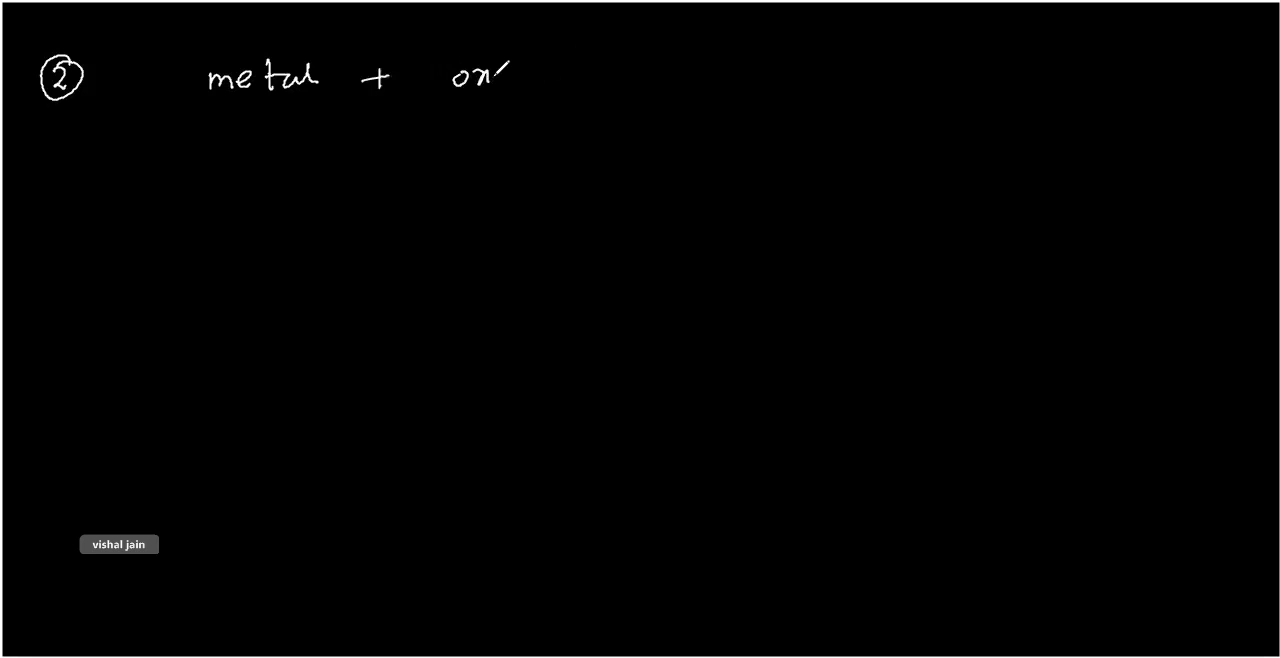 ② metal + ox
vishal jain